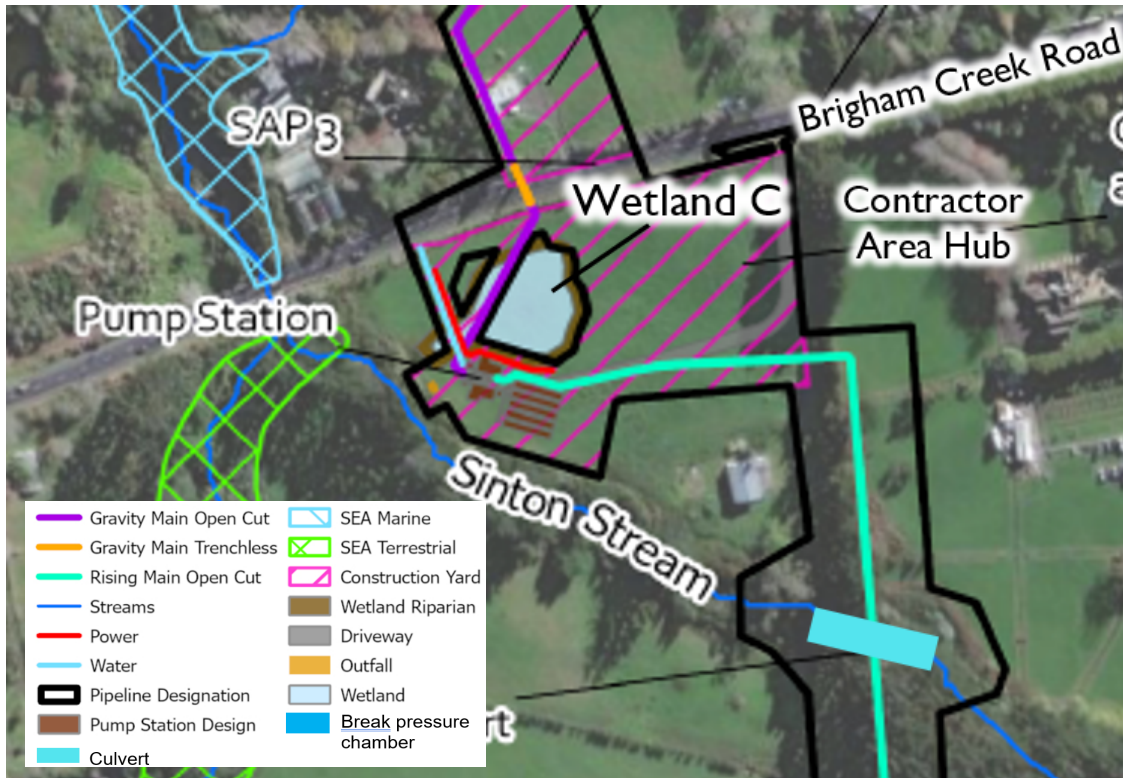 Brigham Creek Road
SAP 3
Wetland C
Contractor
Area Hub
Pump Station
Sinton Stream
Gravity Main Open Cut
Gravity Main Trenchless
Rising Main Open Cut
Streams
Power
Water
Pipeline Designation
Pump Station Design
Culvert
SEA Marine
SEA Terrestrial
Construction Yard
Wetland Riparian
Driveway
Outfall
Wetland
Break pressure
chamber